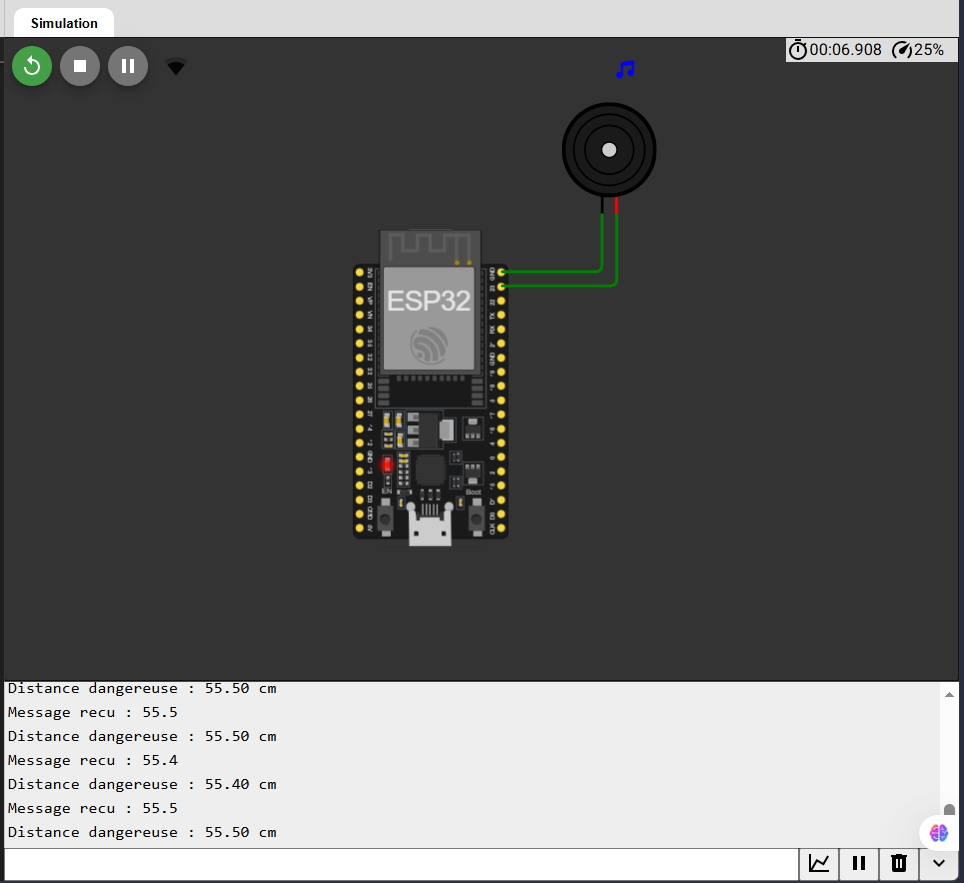 Simulation
00:06.908 25%
ESP32
EN
Boot
Distance dangereuse : 55.50 cm
Message recu : 55.5
Distance dangereuse : 55.50 cm
Message recu : 55.4
Distance dangereuse : 55.40 cm
Message recu : 55.5
Distance dangereuse : 55.50 cm